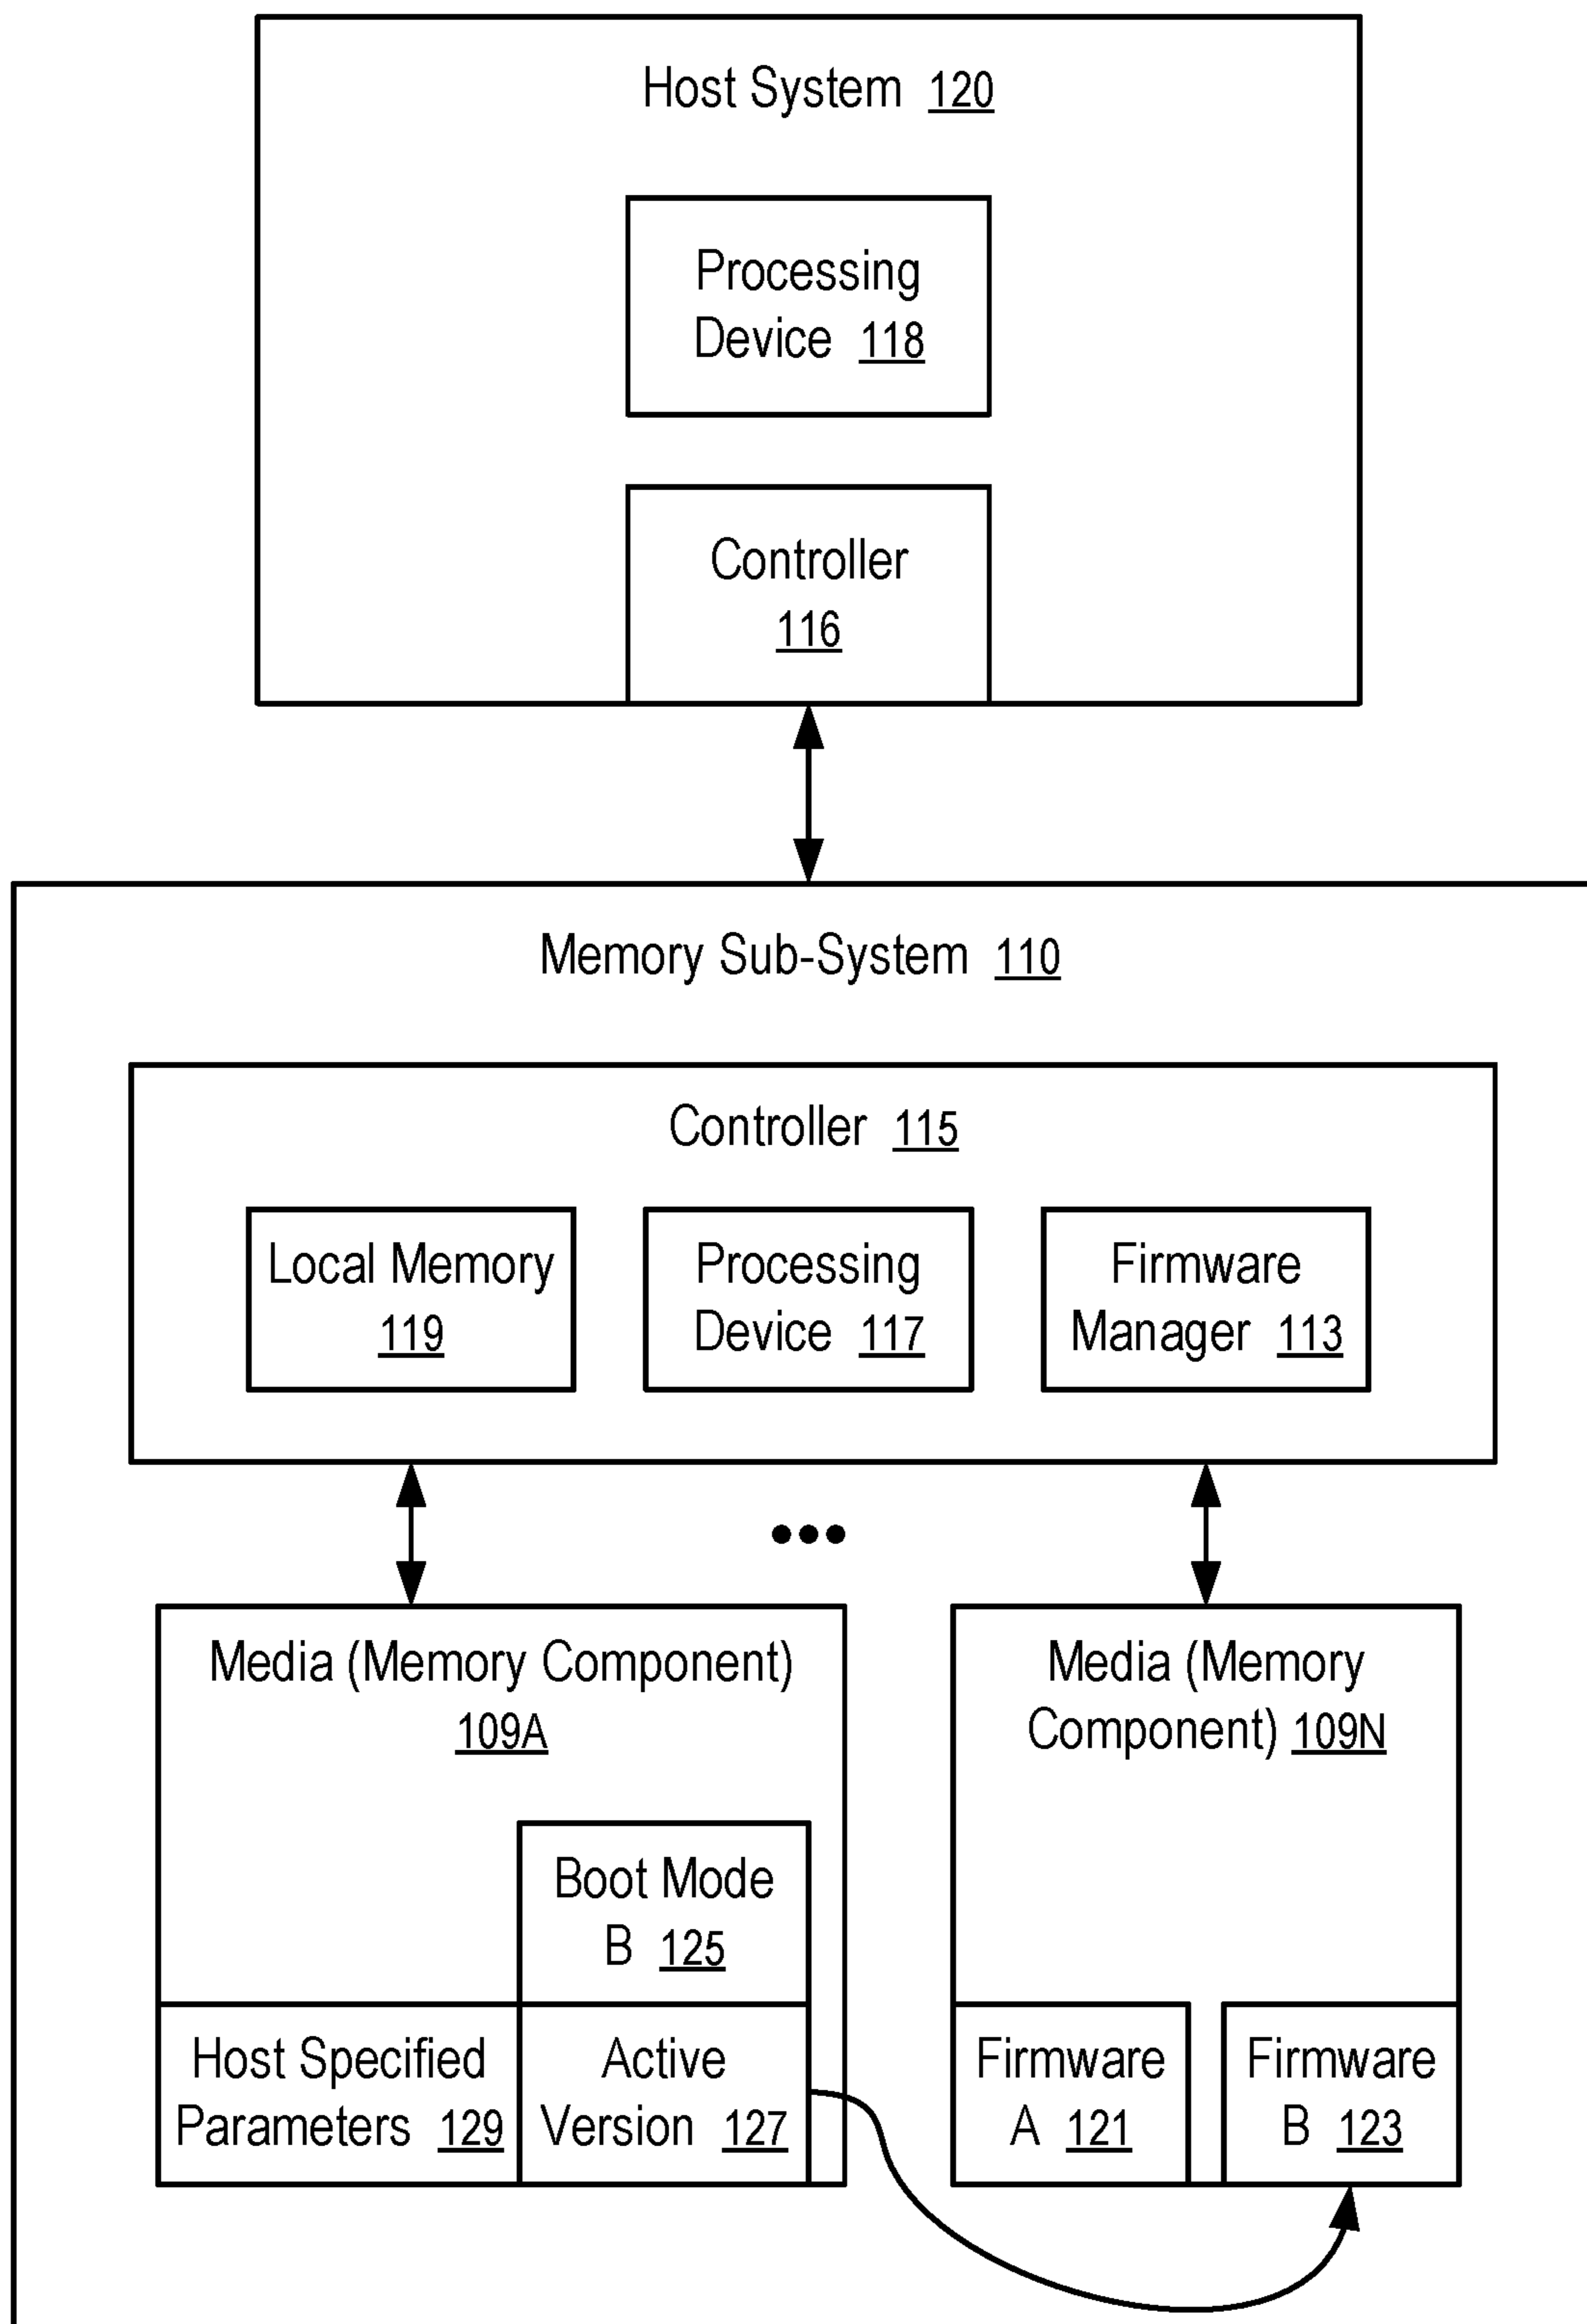 Host System 120
Processing
Device 118
Controller
116
Memory Sub-System 110
Controller 115
Local Memory
119
Processing
Device 117
Firmware
Manager 113
Media (Memory Component)
109A
Boot Mode
B 125
Host Specified
Parameters 129
Active
Version 127
Media (Memory
Component) 109N
Firmware
A 121
Firmware
B 123